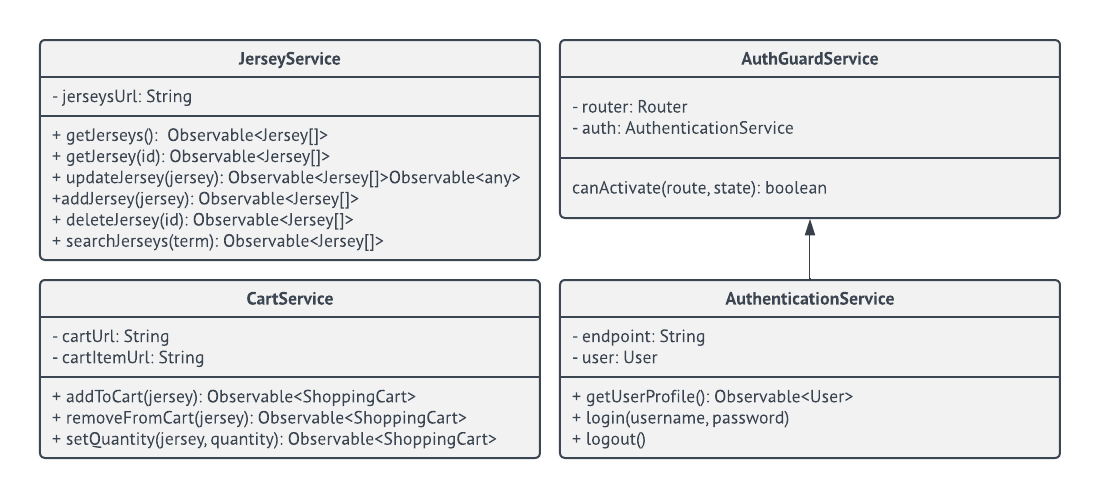 JerseyService
- jerseysUrl: String
+ getJerseys():  Observable<Jersey[]>
+ getJersey(id): Observable<Jersey[]>
+ updateJersey(jersey): Observable<Jersey[]>Observable<any>
+addJersey(jersey): Observable<Jersey[]>
+ deleteJersey(id): Observable<Jersey[]>
+ searchJerseys(term): Observable<Jersey[]>
AuthGuardService
- router: Router
- auth: AuthenticationService
canActivate(route, state): boolean
CartService
- cartUrl: String
- cartItemUrl: String
+ addToCart(jersey): Observable<ShoppingCart>
+ removeFromCart(jersey): Observable<ShoppingCart>
+ setQuantity(jersey, quantity): Observable<ShoppingCart>
AuthenticationService
- endpoint: String
- user: User
+ getUserProfile(): Observable<User>
+ login(username, password)
+ logout()